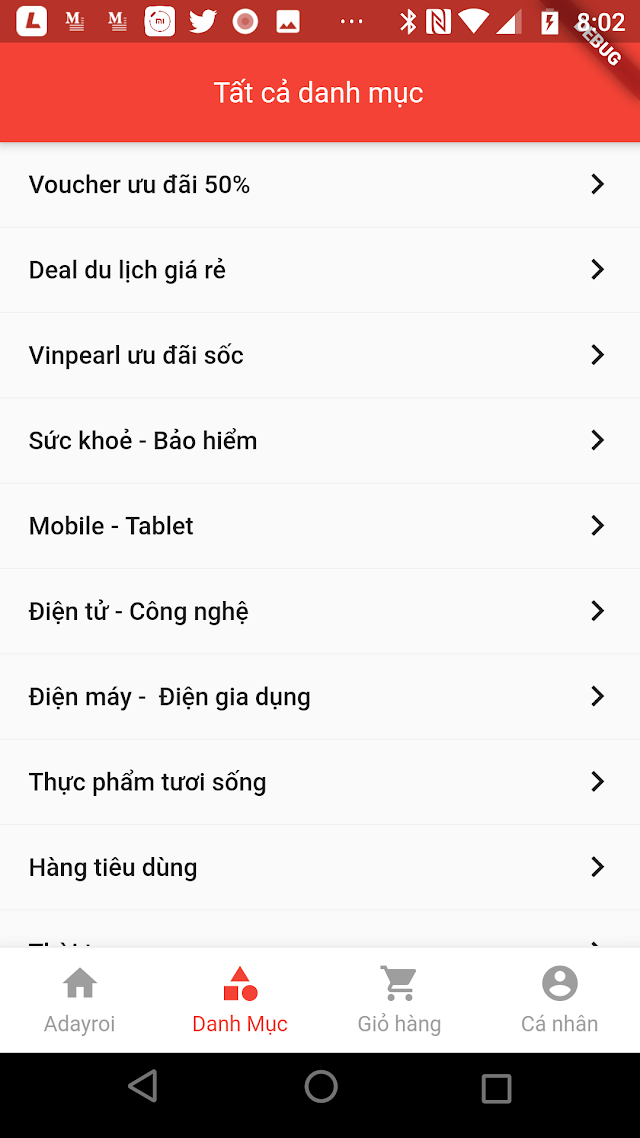 8:02
DEBUG
Tất cả danh mục
Voucher ưu đãi 50%
Deal du lịch giá rẻ
Vinpearl ưu đãi sốc
Sức khoẻ - Bảo hiểm
Mobile - Tablet
Điện tử - Công nghệ
Điện máy -  Điện gia dụng
Thực phẩm tươi sống
Hàng tiêu dùng
Adayroi
Danh Mục
Giỏ hàng
Cá nhân